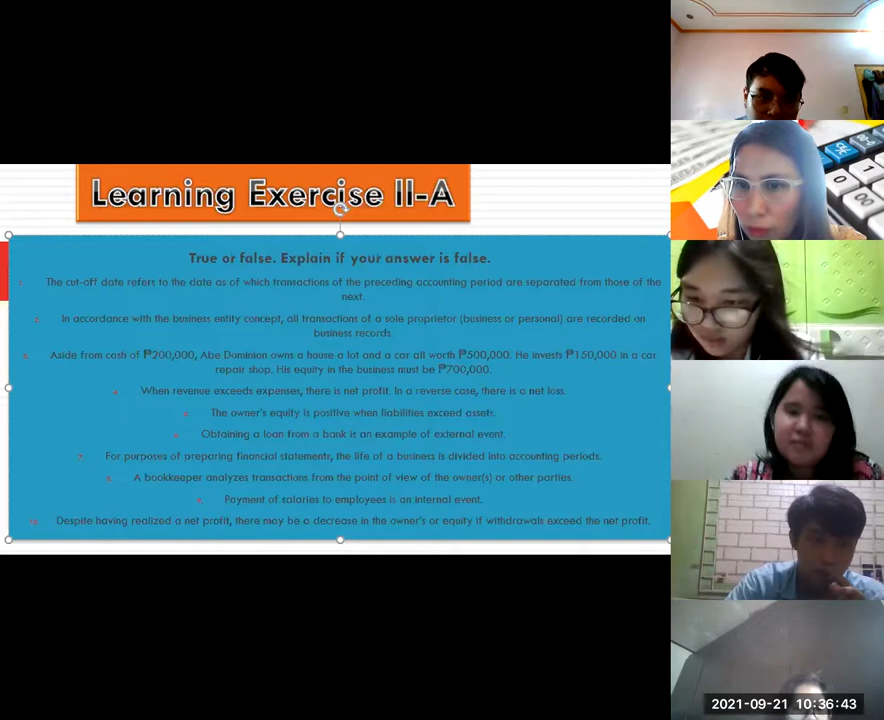 Learning Exercise II-A
True or false. Explain if your answer is false.
1. The cut-off date refers to the date as of which transactions of the preceding accounting period are separated from those of the
next.
2. In accordance with the business entity concept, all transactions of a sole proprietor (business or personal) are recorded on
business records.
3. Aside from cash of ₱200,000, Abe Dominion owns a house a lot and a car all worth ₱500,000. He invests ₱150,000 in a car
repair shop. His equity in the business must be ₱700,000.
4. When revenue exceeds expenses, there is net profit. In a reverse case, there is a net loss.
5. The owner's equity is positive when liabilities exceed assets.
6. Obtaining a loan from a bank is an example of external event.
7. For purposes of preparing financial statements, the life of a business is divided into accounting periods.
8. A bookkeeper analyzes transactions from the point of view of the owner(s) or other parties.
9. Payment of salaries to employees is an internal event.
10. Despite having realized a net profit, there may be a decrease in the owner's or equity if withdrawals exceed the net profit.
0
1
00
2021-09-21 10:36:43